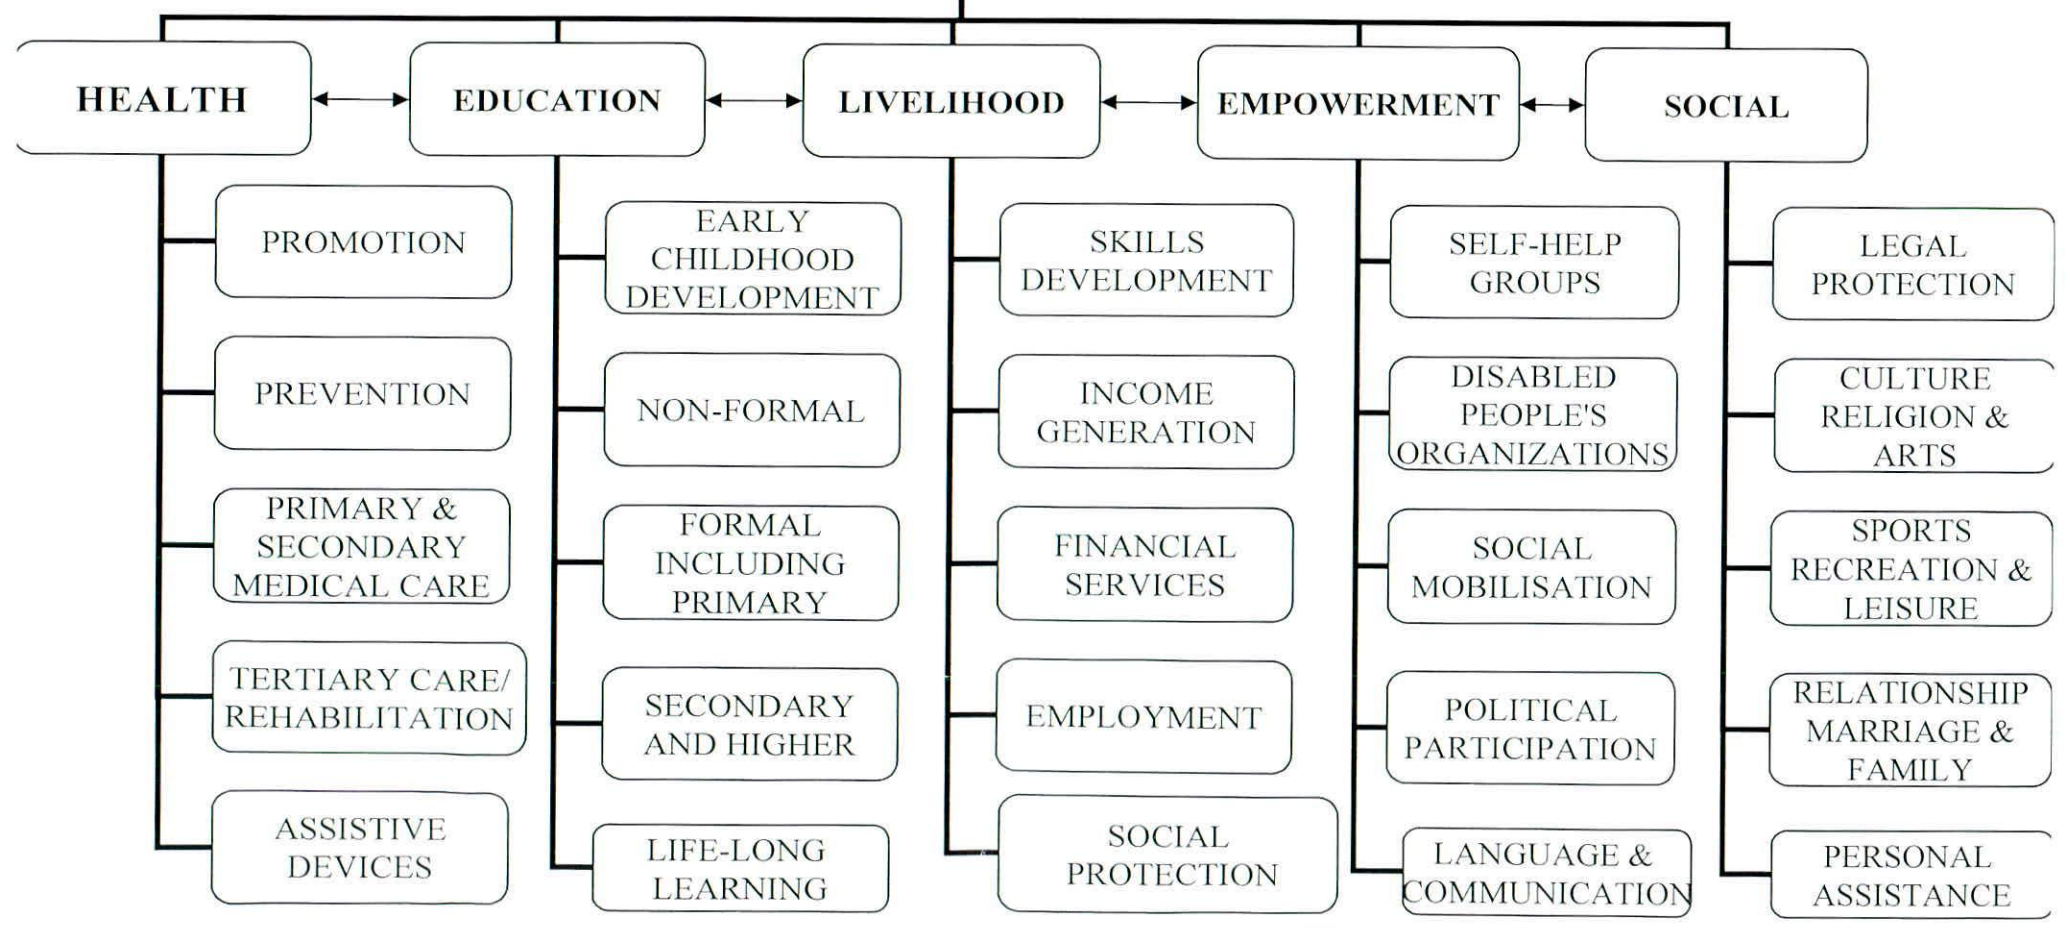 HEALTH
EDUCATION
LIVELIHOOD
EMPOWERMENT
SOCIAL
PROMOTION
PREVENTION
PRIMARY &
SECONDARY
MEDICAL CARE
TERTIARY CARE/
REHABILITATION
ASSISTIVE
DEVICES
EARLY
CHILDHOOD
DEVELOPMENT
NON-FORMAL
FORMAL
INCLUDING
PRIMARY
SECONDARY
AND HIGHER
LIFE-LONG
LEARNING
SKILLS
DEVELOPMENT
INCOME
GENERATION
FINANCIAL
SERVICES
EMPLOYMENT
SOCIAL
PROTECTION
SELF-HELP
GROUPS
DISABLED
PEOPLE'S
ORGANIZATIONS
SOCIAL
MOBILISATION
POLITICAL
PARTICIPATION
LANGUAGE &
COMMUNICATION
LEGAL
PROTECTION
CULTURE
RELIGION &
ARTS
SPORTS
RECREATION &
LEISURE
RELATIONSHIP
MARRIAGE &
FAMILY
PERSONAL
ASSISTANCE